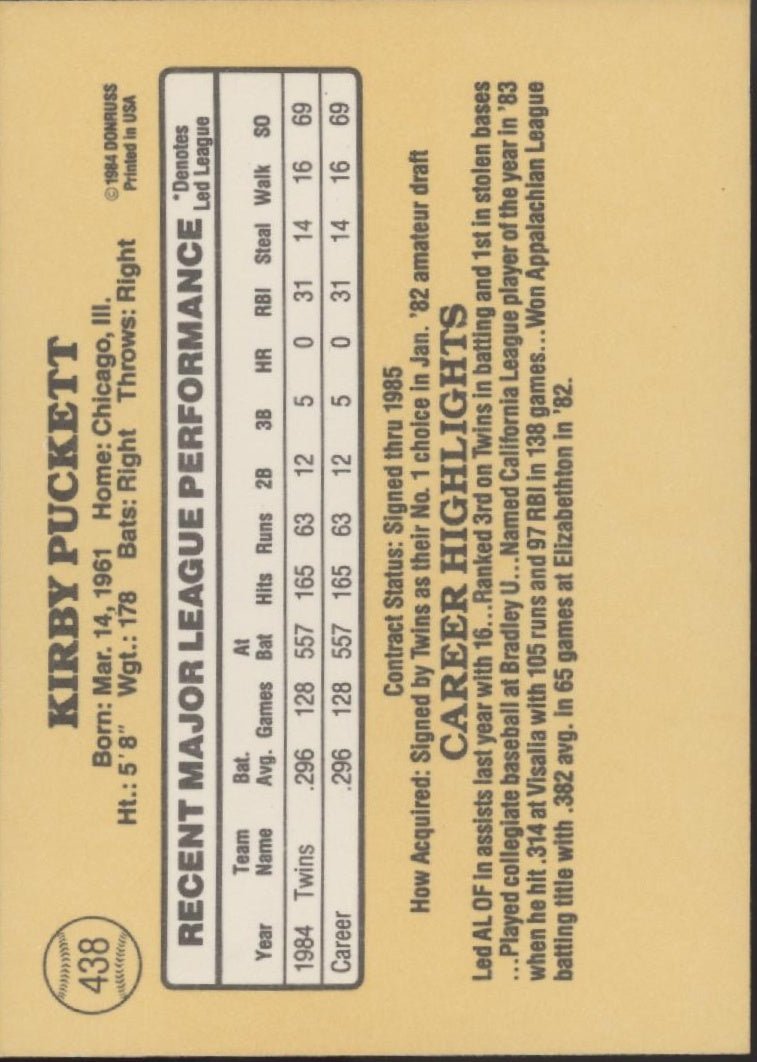 438
KIRBY PUCKETT
Born: Mar. 14, 1961 Home: Chicago, Ill.
Ht.: 5'8" Wgt.: 178 Bats: Right Throws: Right
©1984 DONRUSS
Printed in USA
RECENT MAJOR LEAGUE PERFORMANCE
*Denotes
Led League
Year Team Name Bat. Avg. Games At Bat Hits Runs 2B 3B HR RBI Steal Walk SO
1984 Twins .296 128 557 165 63 12 5 0 31 14 16 69
Career .296 128 557 165 63 12 5 0 31 14 16 69
Contract Status: Signed thru 1985
How Acquired: Signed by Twins as their No. 1 choice in Jan. '82 amateur draft
CAREER HIGHLIGHTS
Led AL OF in assists last year with 16...Ranked 3rd on Twins in batting and 1st in stolen bases
...Played collegiate baseball at Bradley U...Named California League player of the year in '83
when he hit .314 at Visalia with 105 runs and 97 RBI in 138 games...Won Appalachian League
batting title with .382 avg. in 65 games at Elizabethton in '82.